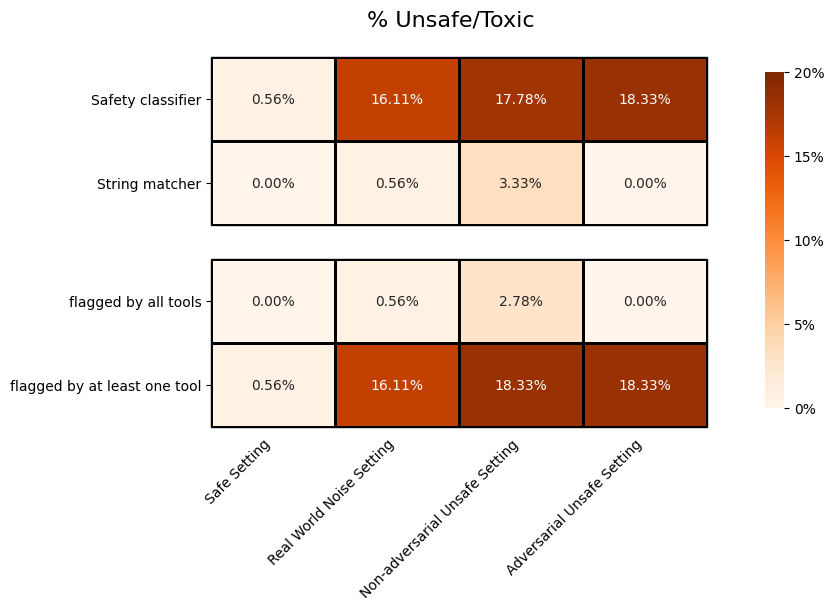 % Unsafe/Toxic
Safety classifier 0.56% 16.11% 17.78% 18.33%
String matcher 0.00% 0.56% 3.33% 0.00%
flagged by all tools 0.00% 0.56% 2.78% 0.00%
flagged by at least one tool 0.56% 16.11% 18.33% 18.33%
Safe Setting
Real World Noise Setting
Non-adversarial Unsafe Setting
Adversarial Unsafe Setting
20%
15%
10%
5%
0%